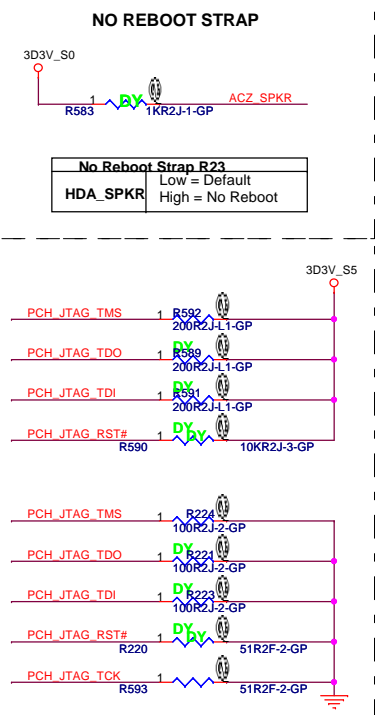 NO REBOOT STRAP
3D3V_S0
1 DY ACZ_SPKR
R583 1KR2J-1-GP
No Reboot Strap R23
HDA_SPKR Low = Default
High = No Reboot
3D3V_S5
PCH_JTAG_TMS 1 R592
200R2J-L1-GP
DY
PCH_JTAG_TDO 1 R589
200R2J-L1-GP
DY
PCH_JTAG_TDI 1 R591
200R2J-L1-GP
DY
PCH_JTAG_RST# 1 DY
R590 10KR2J-3-GP
PCH_JTAG_TMS 1 R224
100R2J-2-GP
DY
PCH_JTAG_TDO 1 R221
100R2J-2-GP
DY
PCH_JTAG_TDI 1 R223
100R2J-2-GP
DY
PCH_JTAG_RST# 1 DY
R220 51R2F-2-GP
PCH_JTAG_TCK 1
R593 51R2F-2-GP